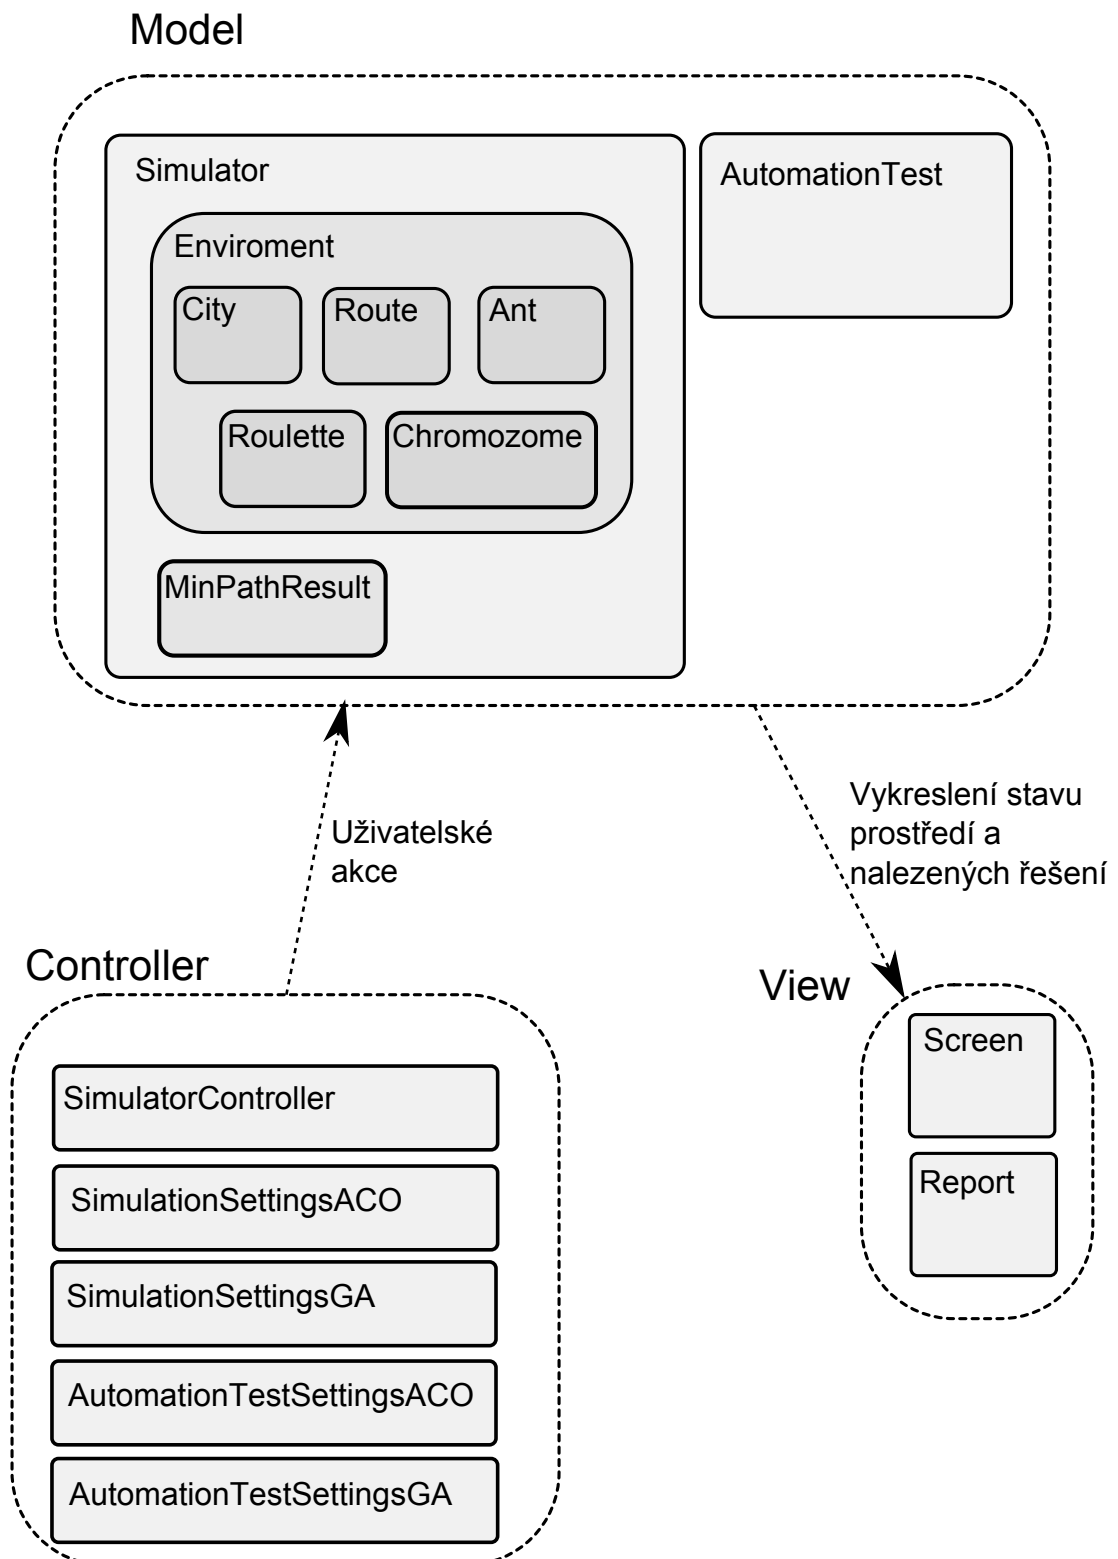 Model
Simulator
AutomationTest
Enviroment
City
Route
Ant
Roulette
Chromozome
MinPathResult
Uživatelské
akce
Vykreslení stavu
prostředí a
nalezených řešení
Controller
View
SimulatorController
SimulationSettingsACO
SimulationSettingsGA
AutomationTestSettingsACO
AutomationTestSettingsGA
Screen
Report